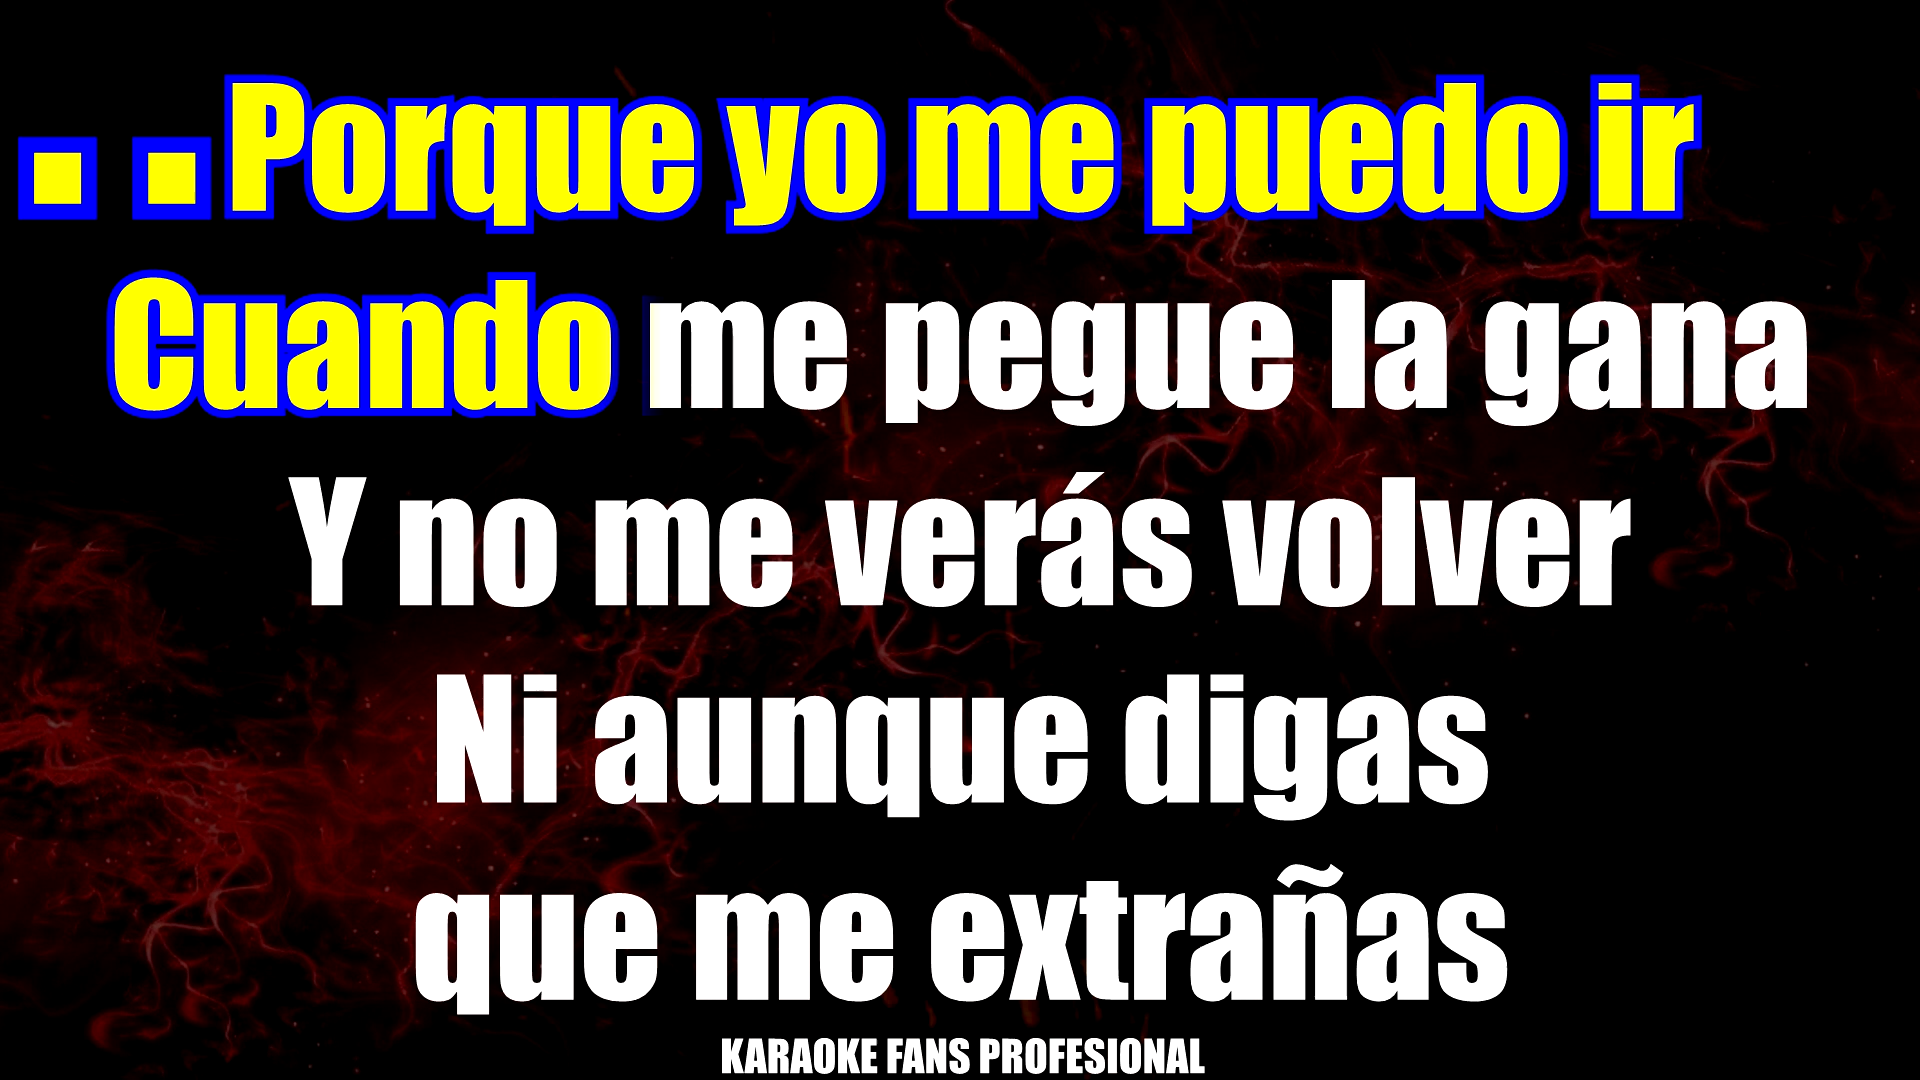 Porque yo me puedo ir
Cuando me pegue la gana
Y no me verás volver
Ni aunque digas
que me extrañas
KARAOKE FANS PROFESIONAL